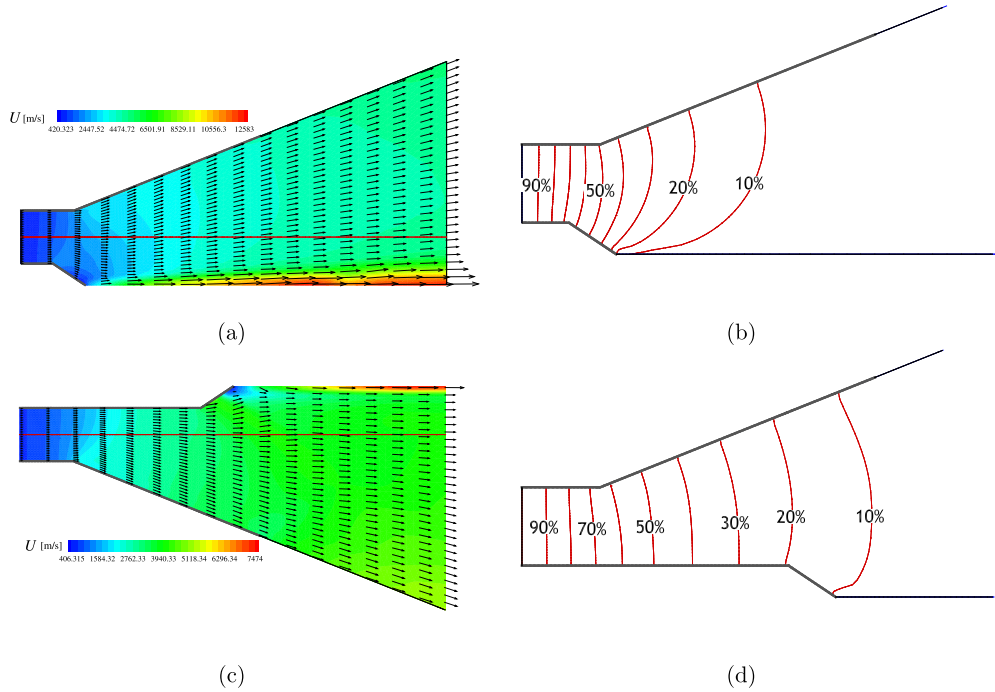 U [m/s]
420.323 2447.52 4474.72 6501.91 8529.11 10556.3 12583
90% 50% 20% 10%
(a) (b)
90% 70% 50% 30% 20% 10%
U [m/s]
406.315 1584.32 2762.33 3940.33 5118.34 6296.34 7474
(c) (d)